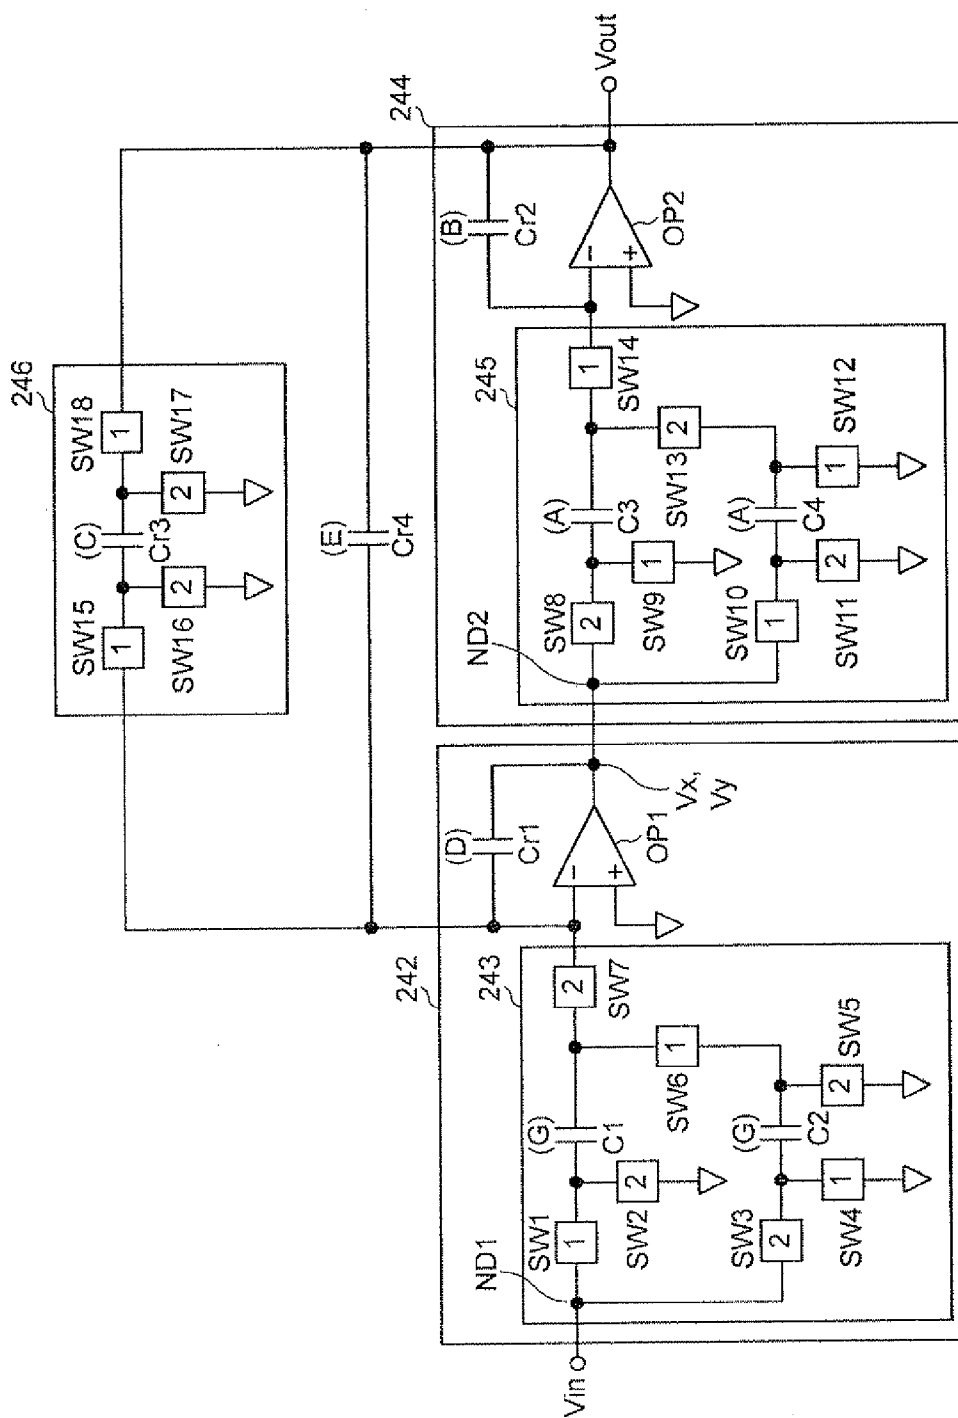 246
SW15
1
(C)
Cr3
SW18
1
SW16
2
SW17
2
(E)
Cr4
242
(D)
Cr1
-
+
OP1
Vx,
Vy
243
ND1
Vin
SW1
1
(G)
C1
2
SW7
SW2
2
1
SW6
SW3
2
(G)
C2
SW4
1
2
SW5
244
(B)
Cr2
-
+
OP2
Vout
245
ND2
SW8
2
(A)
C3
1
SW14
SW9
1
2
SW13
SW10
1
(A)
C4
SW11
2
1
SW12